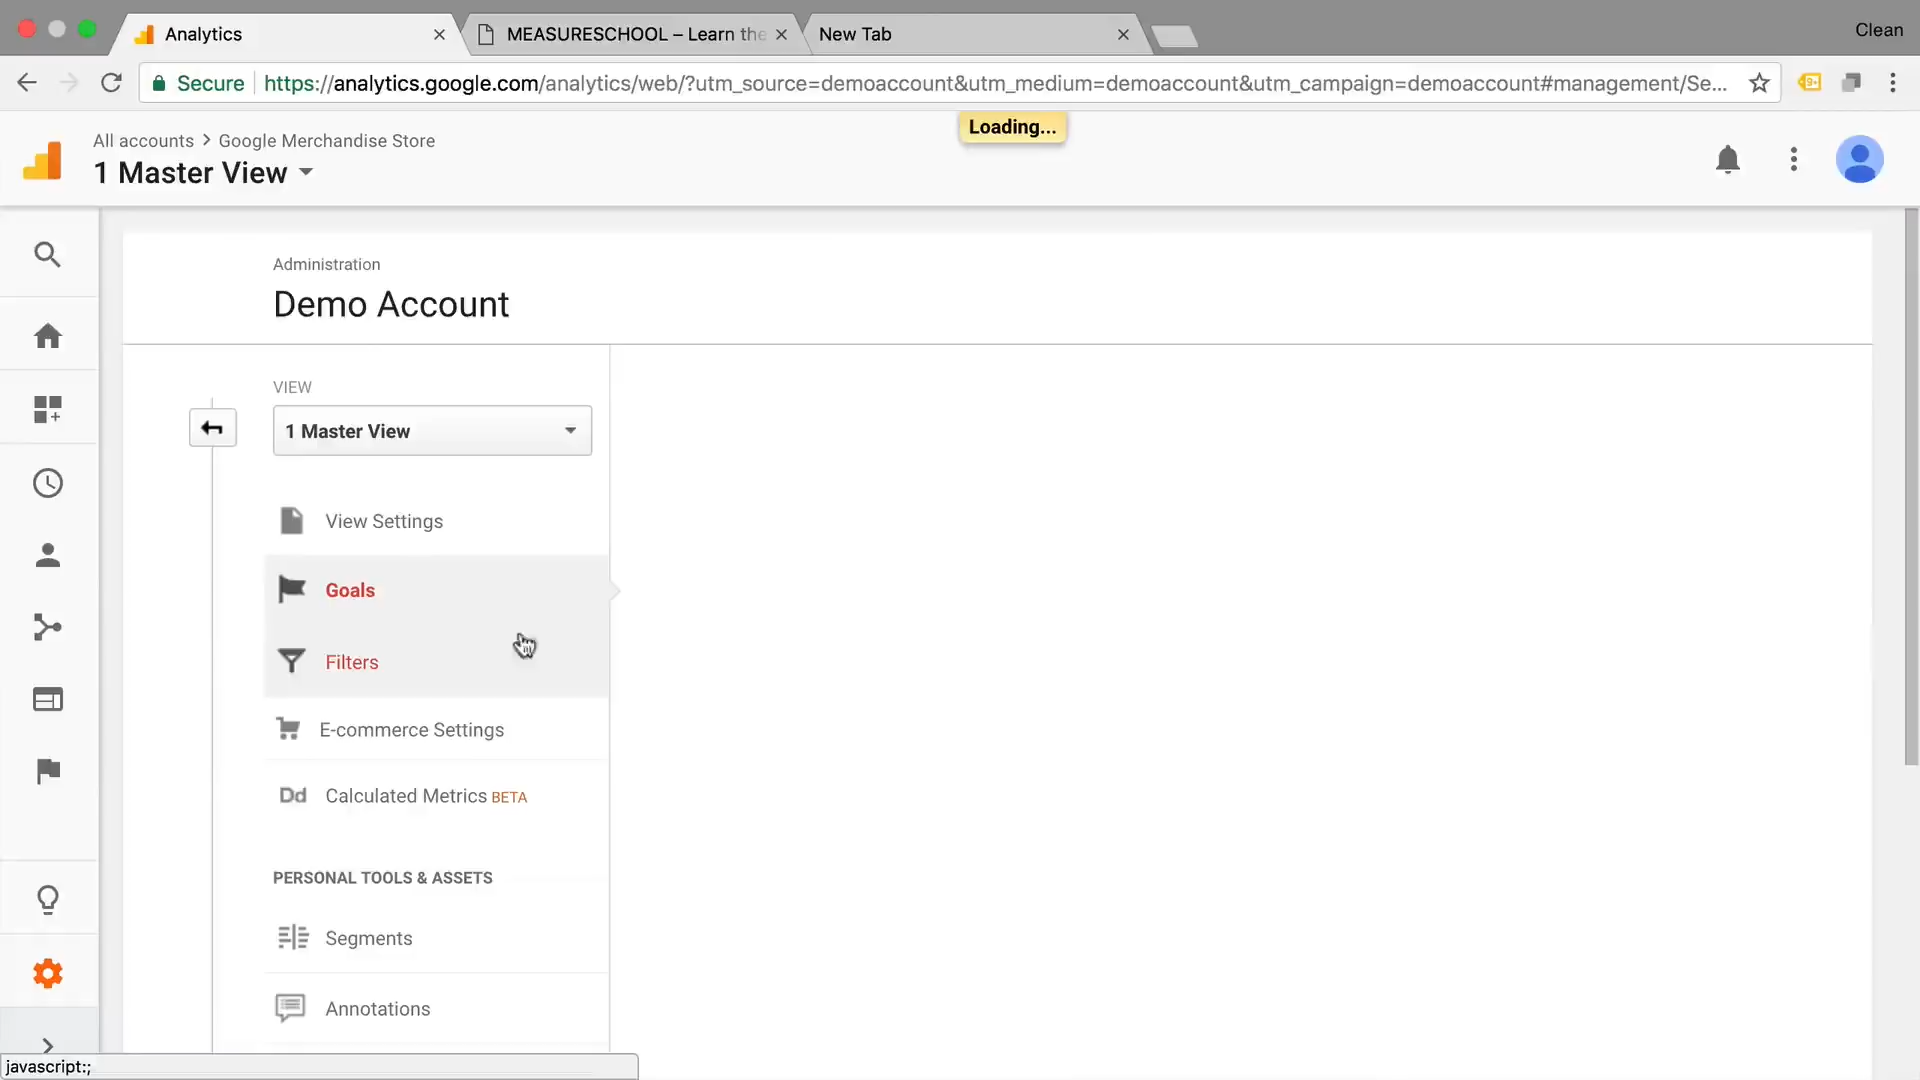 Analytics
MEASURESCHOOL – Learn the
New Tab
Clean
Secure
https://analytics.google.com/analytics/web/?utm_source=demoaccount&utm_medium=demoaccount&utm_campaign=demoaccount#management/Se...
Loading...
All accounts > Google Merchandise Store
1 Master View
Administration
Demo Account
VIEW
1 Master View
View Settings
Goals
Filters
E-commerce Settings
Dd Calculated Metrics BETA
PERSONAL TOOLS & ASSETS
Segments
Annotations
javascript:;